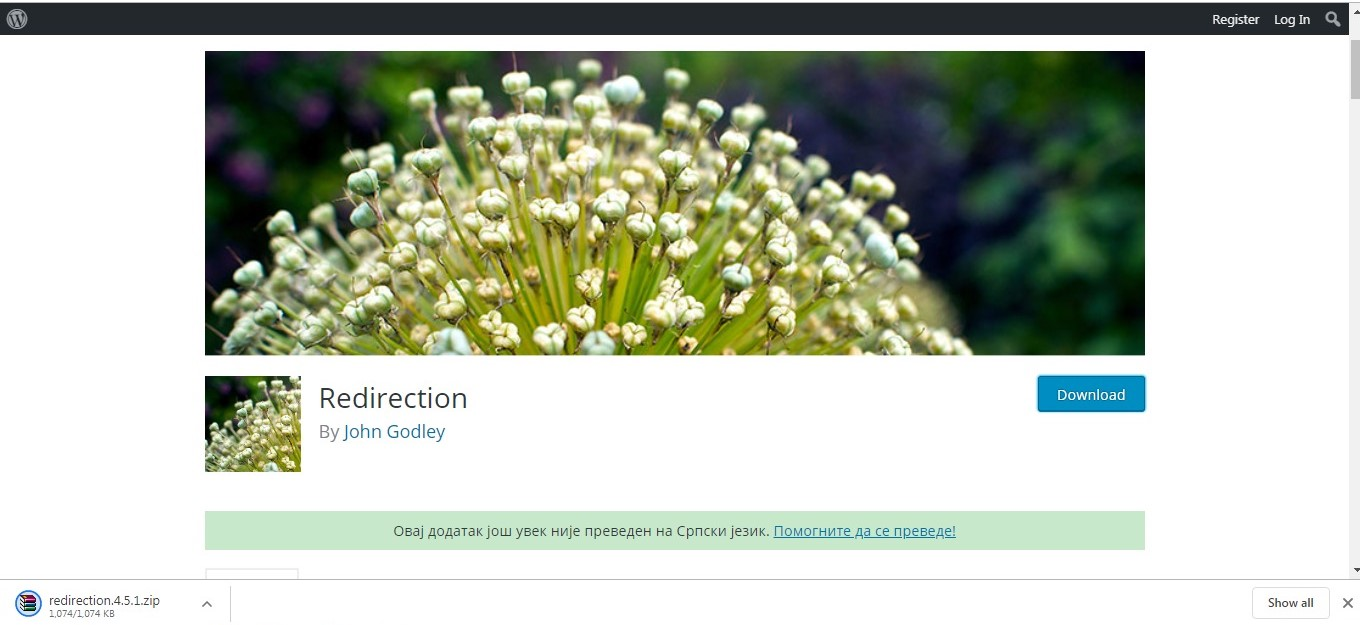 Register Log In
Redirection
Download
By John Godley
Овај додатак још увек није преведен на Српски језик. Помогните да се преведе!
redirection.4.5.1.zip
1,074/1,074 KB
Show all